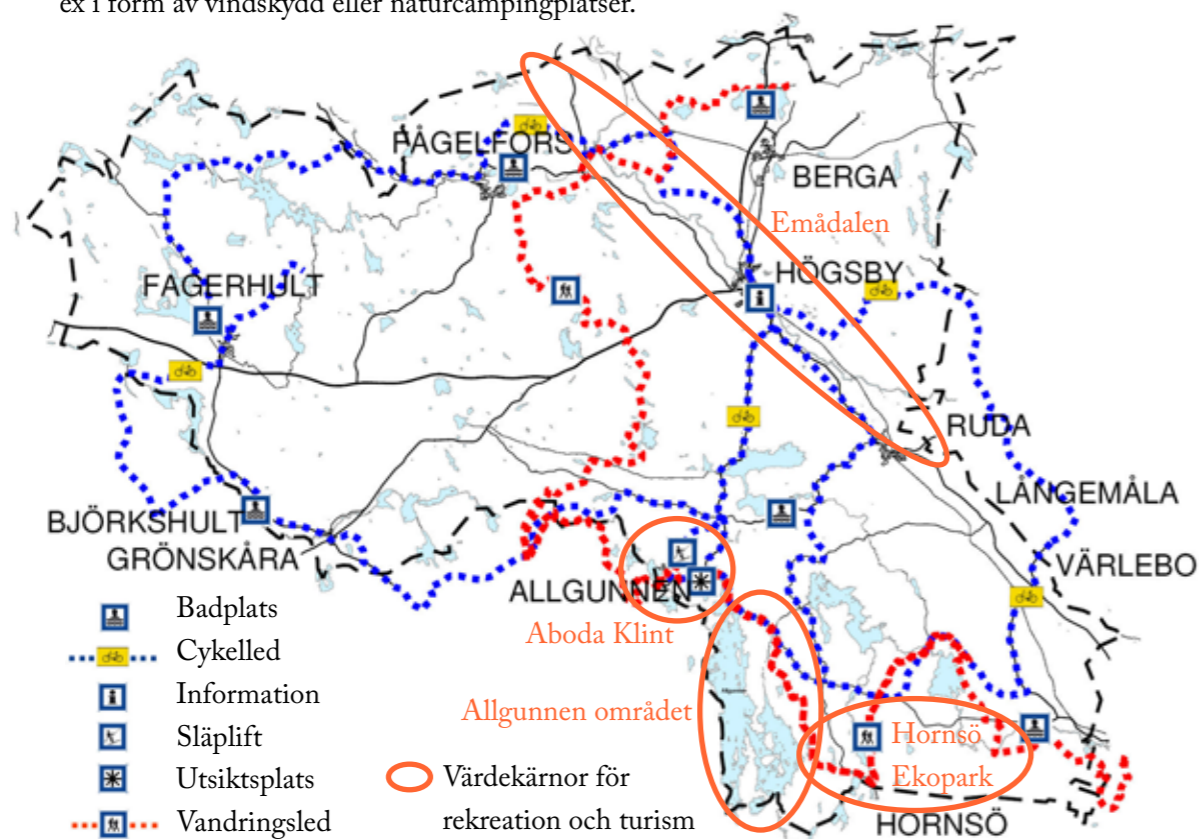 ex i form av vindskydd eller naturcampingplatser.
FÅGELFORS
BERGA
Emådalen
HÖGSBY
FAGERHULT
RUDA
LÅNGEMÅLA
BJÖRKSHULT
GRÖNSKÅRA
VÄRLEBO
ALLGUNNEN
Aboda Klint
Allgunnen området
Hornsö
Ekopark
HORNSÖ
Badplats
Cykelled
Information
Släplift
Utsiktsplats
Vandringsled
Värdekärnor för
rekreation och turism